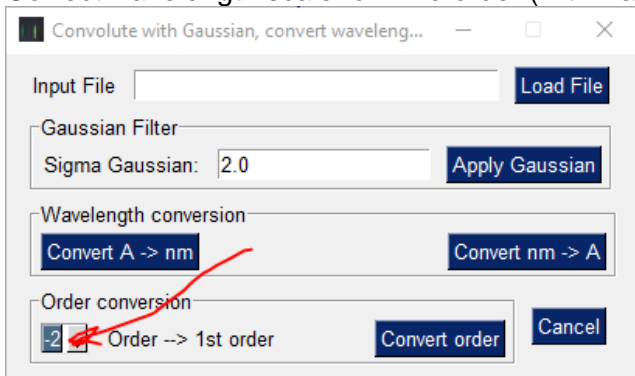 Convolute with Gaussian, convert waveleng...
Input File Load File
Gaussian Filter
Sigma Gaussian: 2.0 Apply Gaussian
Wavelength conversion
Convert A -> nm Convert nm -> A
Order conversion
-2 Order --> 1st order Convert order Cancel